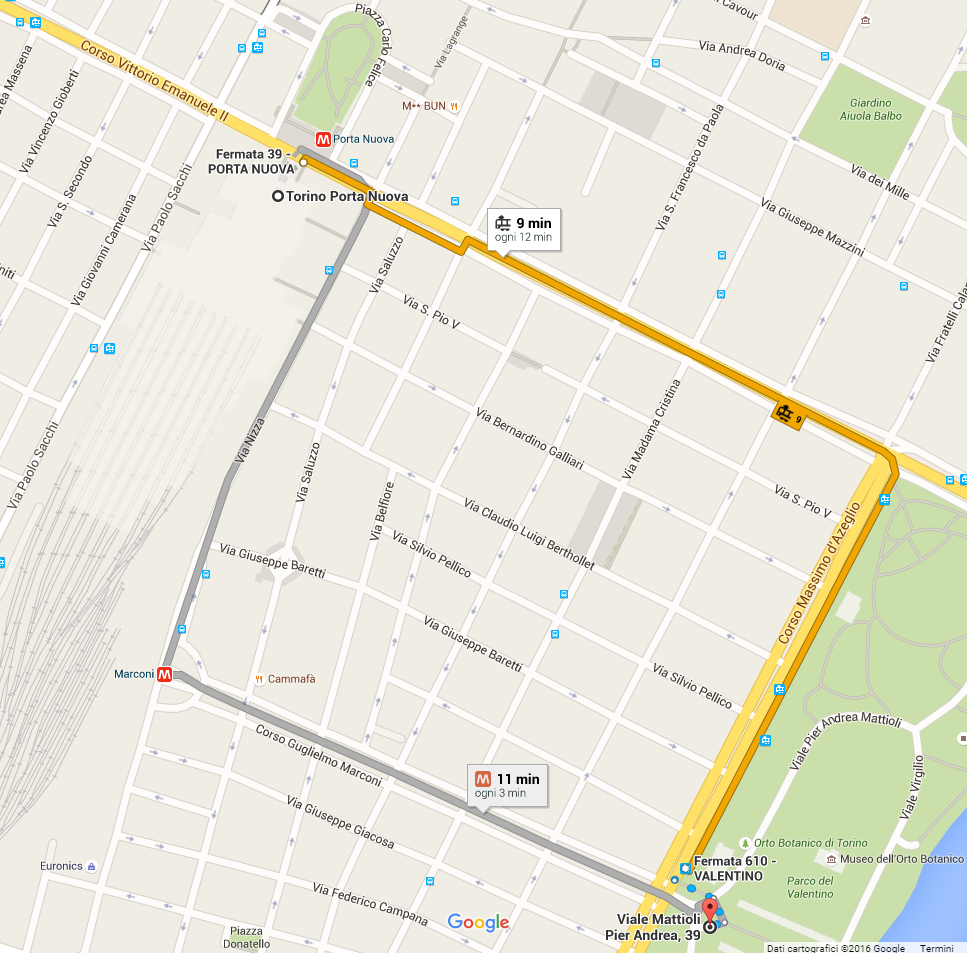 Piazza Carlo Felice
Cavour
Via Lagrange
Via Andrea Doria
Corso Vittorio Emanuele II
Via Vincenzo Gioberti
M** BUN
Giardino
Aiuola Balbo
Porta Nuova
Via S. Francesco da Paola
Fermata 39 -
PORTA NUOVA
Via S. Secondo
Via Paolo Sacchi
Via dei Mille
Torino Porta Nuova
Via Giovanni Camerana
9 min
ogni 12 min
Via Giuseppe Mazzini
Via Saluzzo
Via S. Pio V
9
Via Madama Cristina
Via Bernardino Galliari
Via Nizza
Via Paolo Sacchi
Via Saluzzo
Via Belfiore
Via S. Pio V
Via Claudio Luigi Berthollet
Corso Massimo d'Azeglio
Via Giuseppe Baretti
Via Silvio Pellico
Via Giuseppe Baretti
Marconi
Cammafà
Via Silvio Pellico
Viale Pier Andrea Mattioli
Corso Guglielmo Marconi
11 min
ogni 3 min
Viale Virgilio
Via Giuseppe Giacosa
Orto Botanico di Torino
Euronics
Fermata 610 -
VALENTINO
Museo dell'Orto Botanico
Parco del
Valentino
Via Federico Campana
Google
Viale Mattioli
Pier Andrea, 39
Piazza
Donatello
Dati cartografici ©2016 Google
Termini